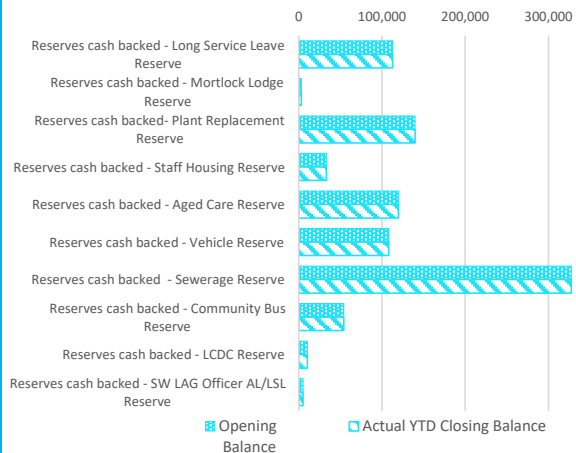 0 100,000 200,000 300,000
Reserves cash backed - Long Service Leave
Reserve
Reserves cash backed - Mortlock Lodge
Reserve
Reserves cash backed- Plant Replacement
Reserve
Reserves cash backed - Staff Housing Reserve
Reserves cash backed - Aged Care Reserve
Reserves cash backed - Vehicle Reserve
Reserves cash backed  - Sewerage Reserve
Reserves cash backed - Community Bus
Reserve
Reserves cash backed - LCDC Reserve
Reserves cash backed - SW LAG Officer AL/LSL
Reserve
Opening
Balance
Actual YTD Closing Balance